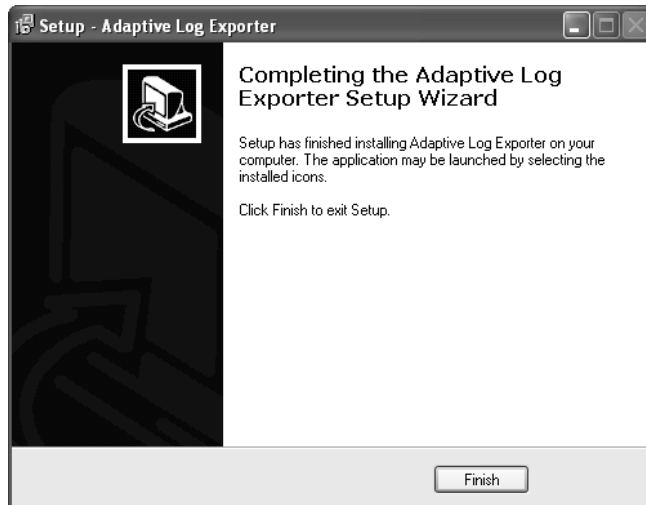 Setup - Adaptive Log Exporter
Completing the Adaptive Log
Exporter Setup Wizard
Setup has finished installing Adaptive Log Exporter on your
computer. The application may be launched by selecting the
installed icons.
Click Finish to exit Setup.
Finish